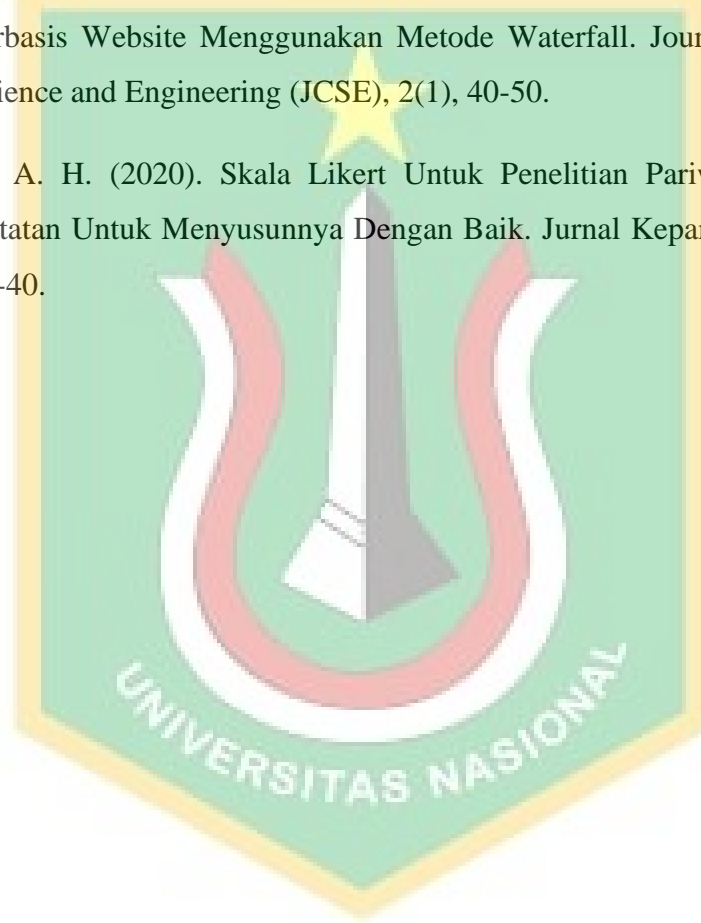 rbasis Website Menggunakan Metode Waterfall. Jour
ience and Engineering (JCSE), 2(1), 40-50.
A. H. (2020). Skala Likert Untuk Penelitian Pariw
tatan Untuk Menyusunnya Dengan Baik. Jurnal Kepar
-40.
UNIVERSITAS NASIONAL